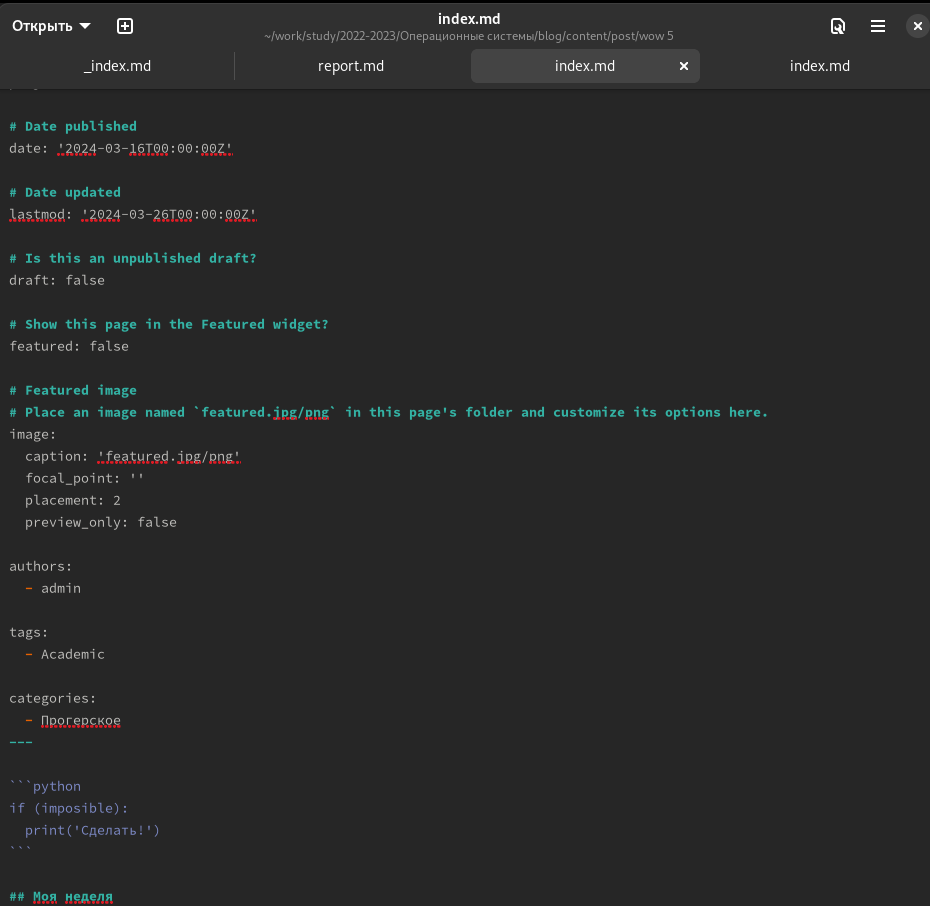 Открыть
index.md
~/work/study/2022-2023/Операционные системы/blog/content/post/wow 5
_index.md
report.md
index.md
index.md
# Date published
date: '2024-03-16T00:00:00Z'
# Date updated
lastmod: '2024-03-26T00:00:00Z'
# Is this an unpublished draft?
draft: false
# Show this page in the Featured widget?
featured: false
# Featured image
# Place an image named `featured.jpg/png` in this page's folder and customize its options here.
image:
  caption: 'featured.jpg/png'
  focal_point: ''
  placement: 2
  preview_only: false
authors:
  - admin
tags:
  - Academic
categories:
  - Прогерское
---
```python
if (imposible):
  print('Сделать!')
```
## Моя неделя